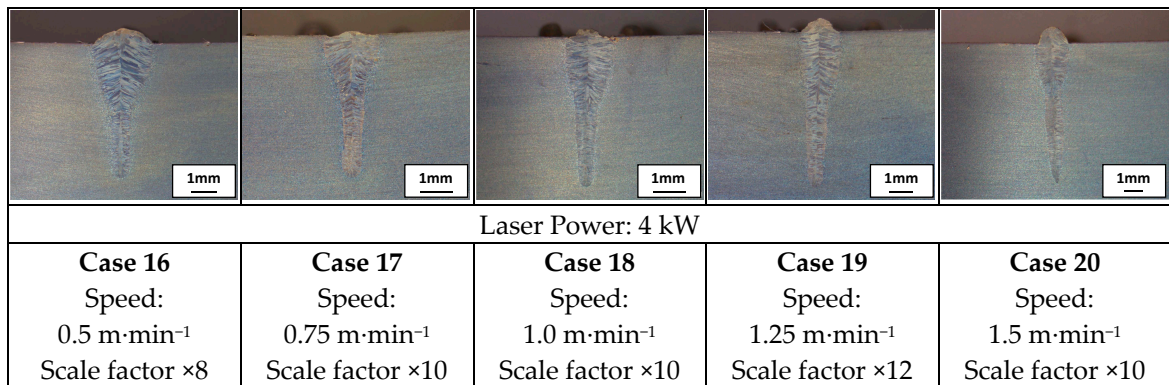 1mm 1mm 1mm 1mm 1mm
Laser Power: 4 kW
Case 16 Case 17 Case 18 Case 19 Case 20
Speed: Speed: Speed: Speed: Speed:
0.5 m·min⁻¹ 0.75 m·min⁻¹ 1.0 m·min⁻¹ 1.25 m·min⁻¹ 1.5 m·min⁻¹
Scale factor ×8 Scale factor ×10 Scale factor ×10 Scale factor ×12 Scale factor ×10